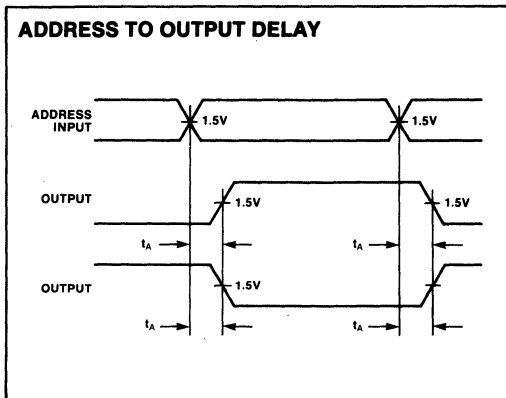 ADDRESS TO OUTPUT DELAY
ADDRESS
INPUT
1.5V
1.5V
OUTPUT
1.5V
1.5V
tA
tA
OUTPUT
1.5V
tA
tA